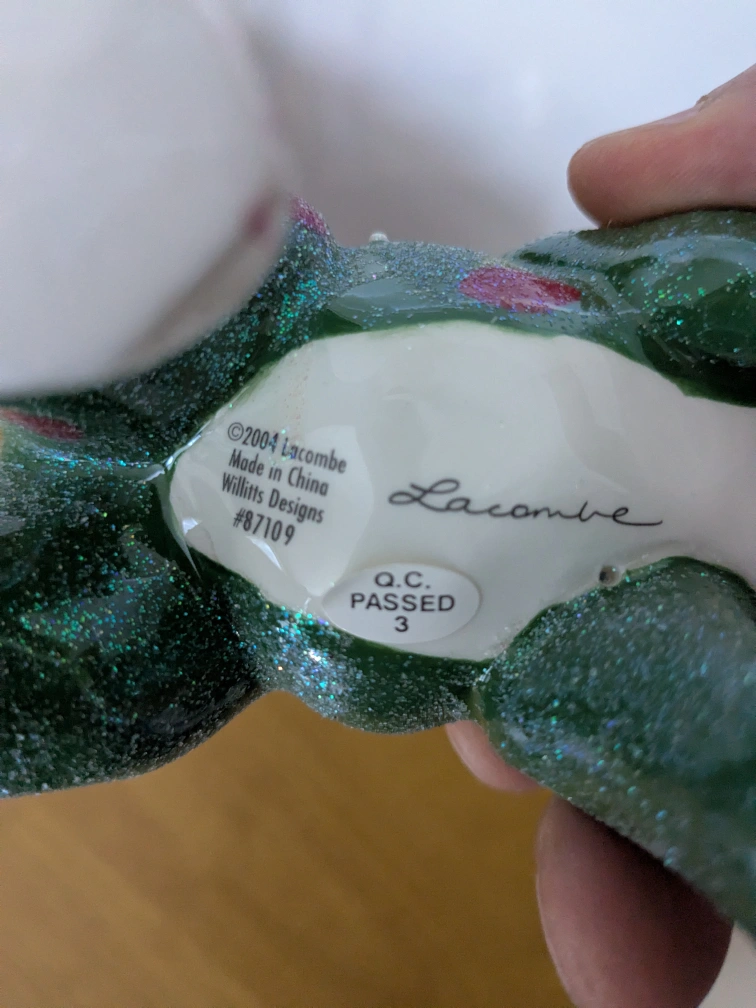 ©2004 Lacombe
Made in China
Willitts Designs
#87109
Lacombe
Q.C.
PASSED
3